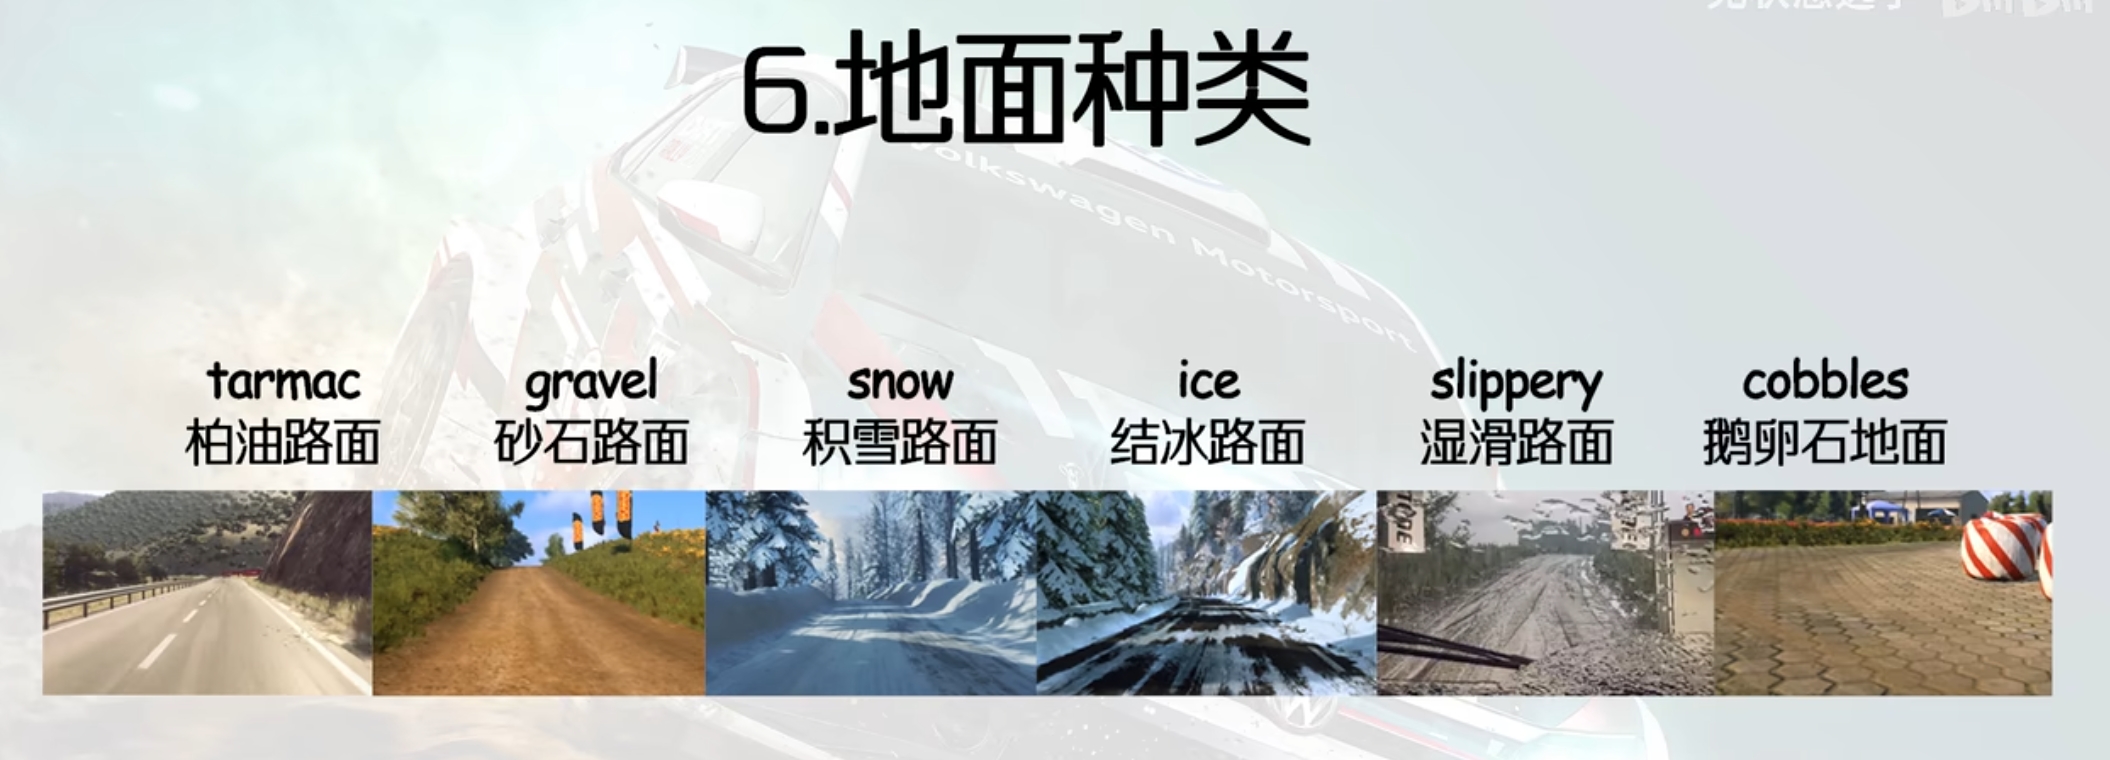 6.地面种类
Volkswagen Motorsport
tarmac
柏油路面
gravel
砂石路面
snow
积雪路面
ice
结冰路面
slippery
湿滑路面
cobbles
鹅卵石地面